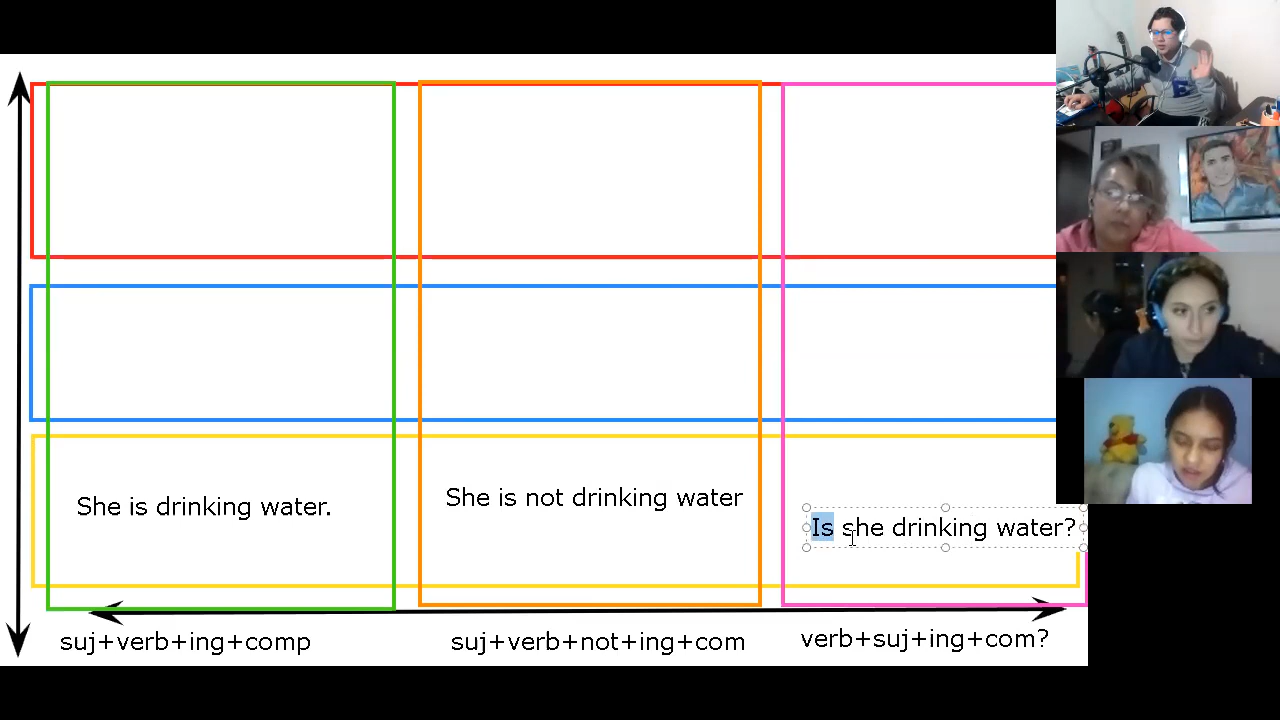 She is drinking water.
She is not drinking water
Is she drinking water?
suj+verb+ing+comp
suj+verb+not+ing+com
verb+suj+ing+com?